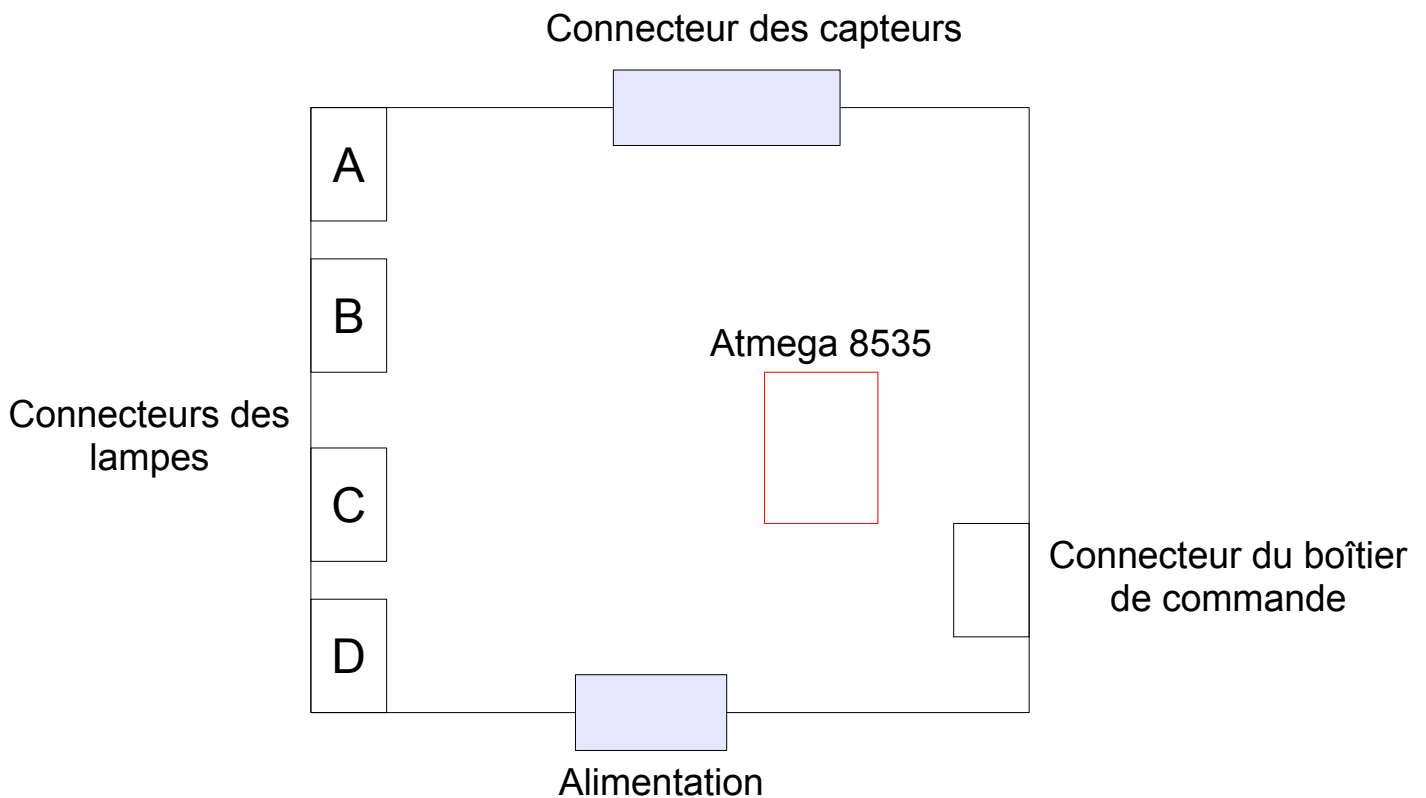 Connecteur des capteurs
A
B
Atmega 8535
Connecteurs des
lampes
C
Connecteur du boîtier
de commande
D
Alimentation